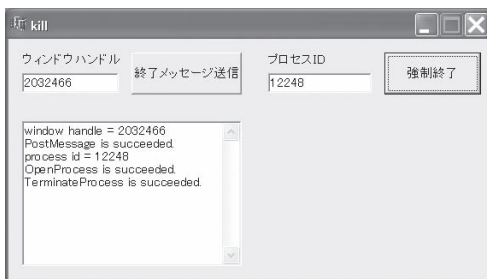 kill
ウィンドウハンドル
2032466
終了メッセージ送信
プロセスID
12248
強制終了
window handle = 2032466
PostMessage is succeeded.
process id = 12248
OpenProcess is succeeded.
TerminateProcess is succeeded.